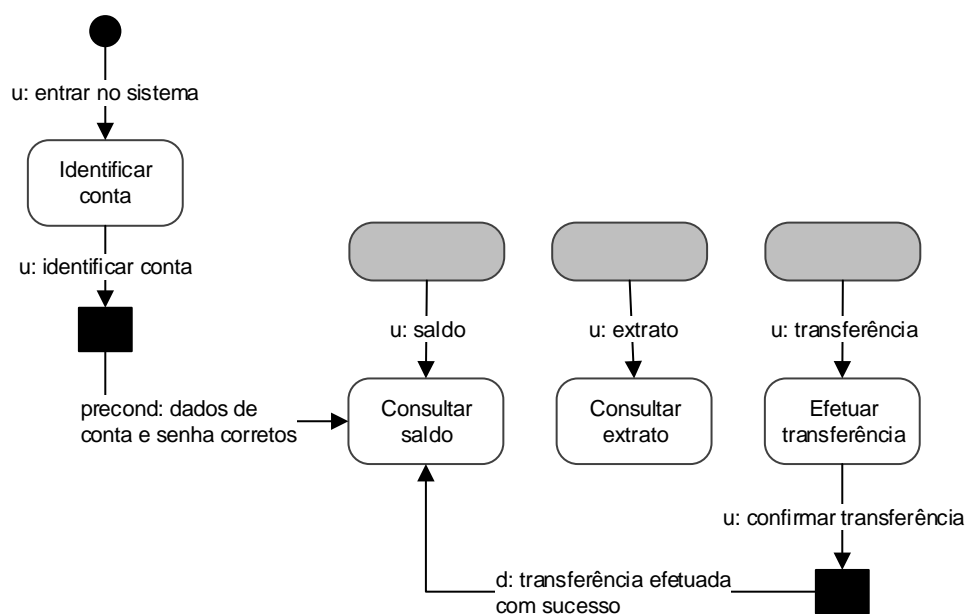 u: entrar no sistema
Identificar
conta
u: identificar conta
u: saldo
u: extrato
u: transferência
precond: dados de
conta e senha corretos
Consultar
saldo
Consultar
extrato
Efetuar
transferência
u: confirmar transferência
d: transferência efetuada
com sucesso